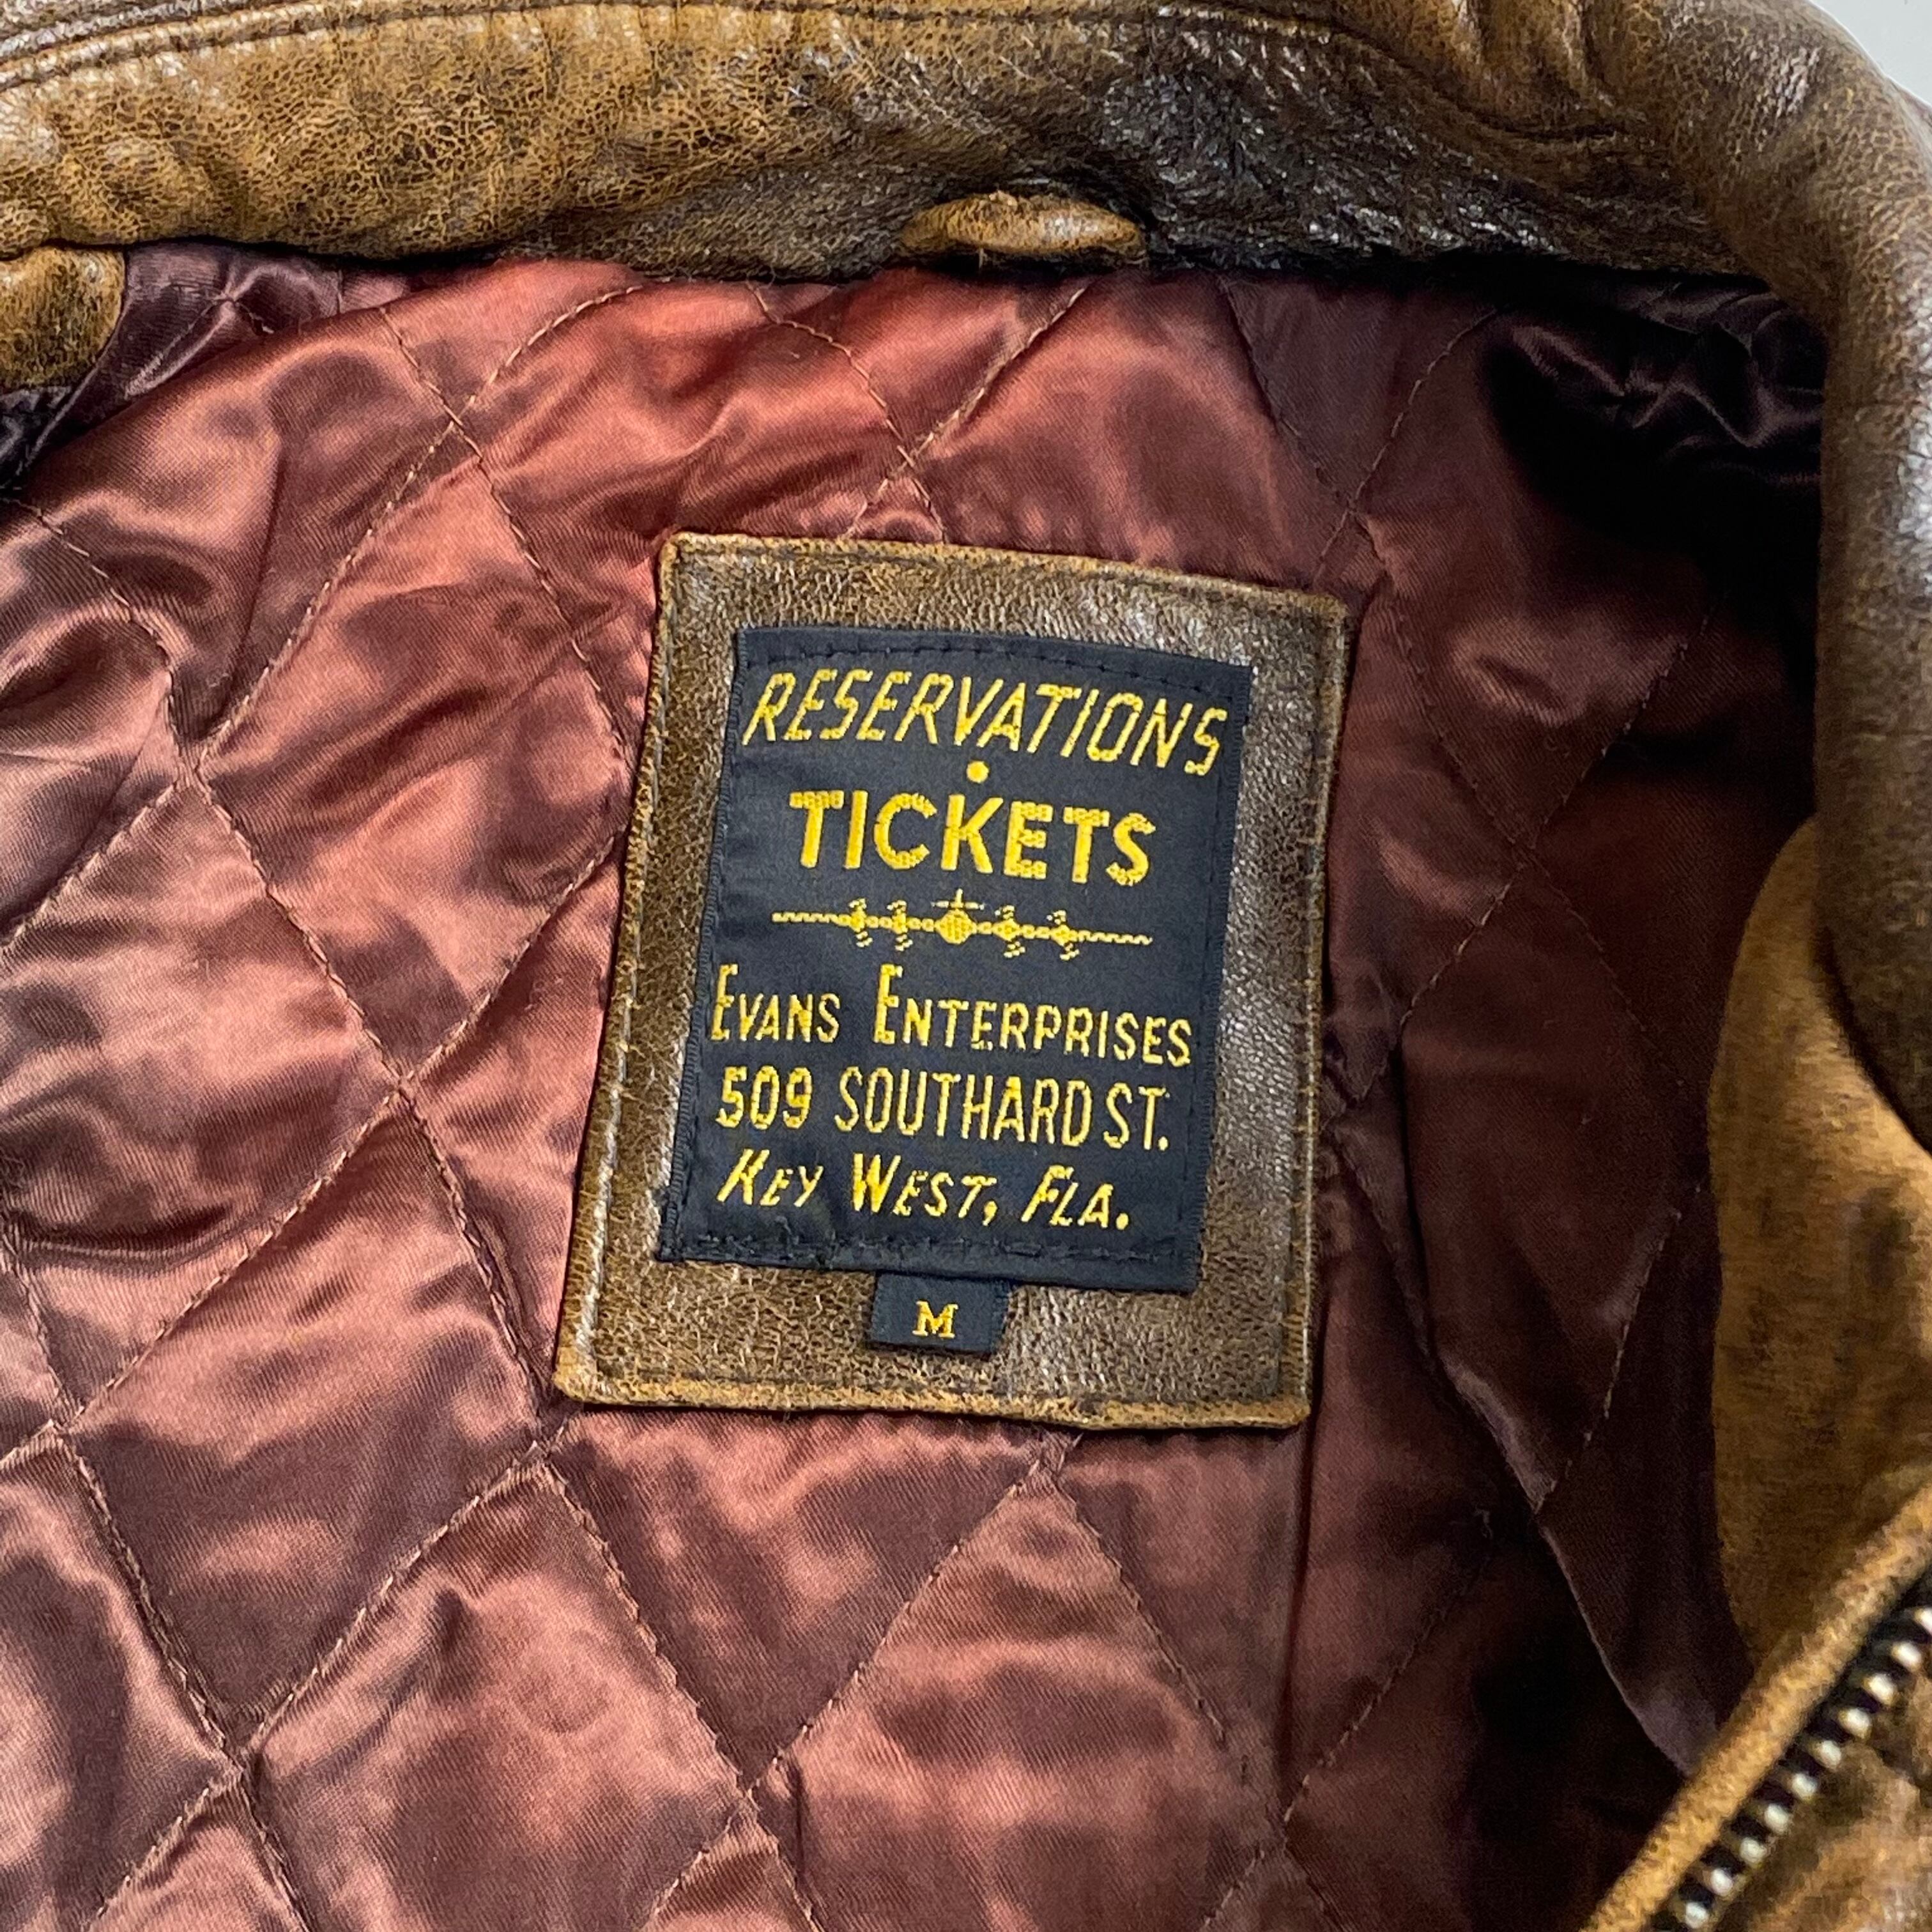 RESERVATIONS
•
TICKETS
EVANS ENTERPRISES
509 SOUTHARD ST.
KEY WEST, FLA.
M